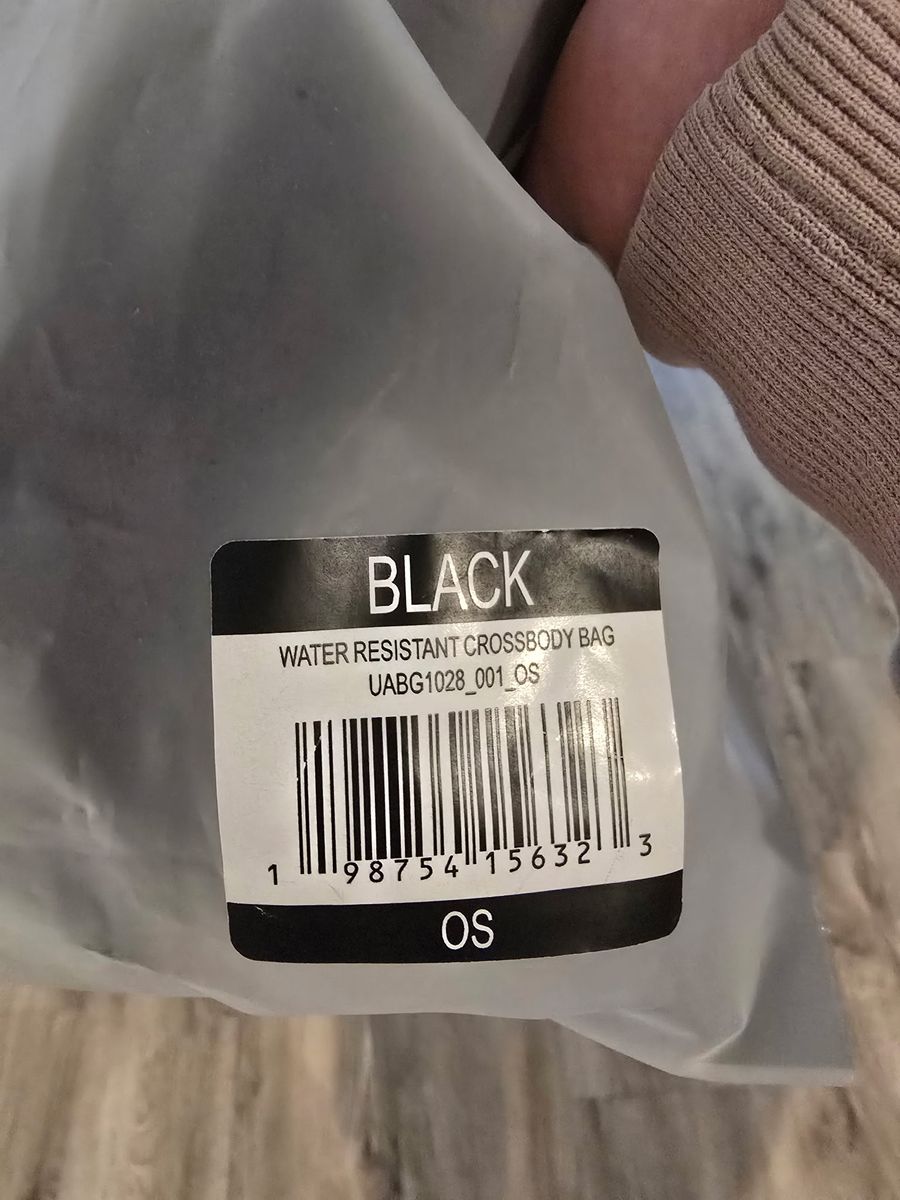 BLACK
WATER RESISTANT CROSSBODY BAG
UABG1028_001_OS
1 98754 15632 3
OS